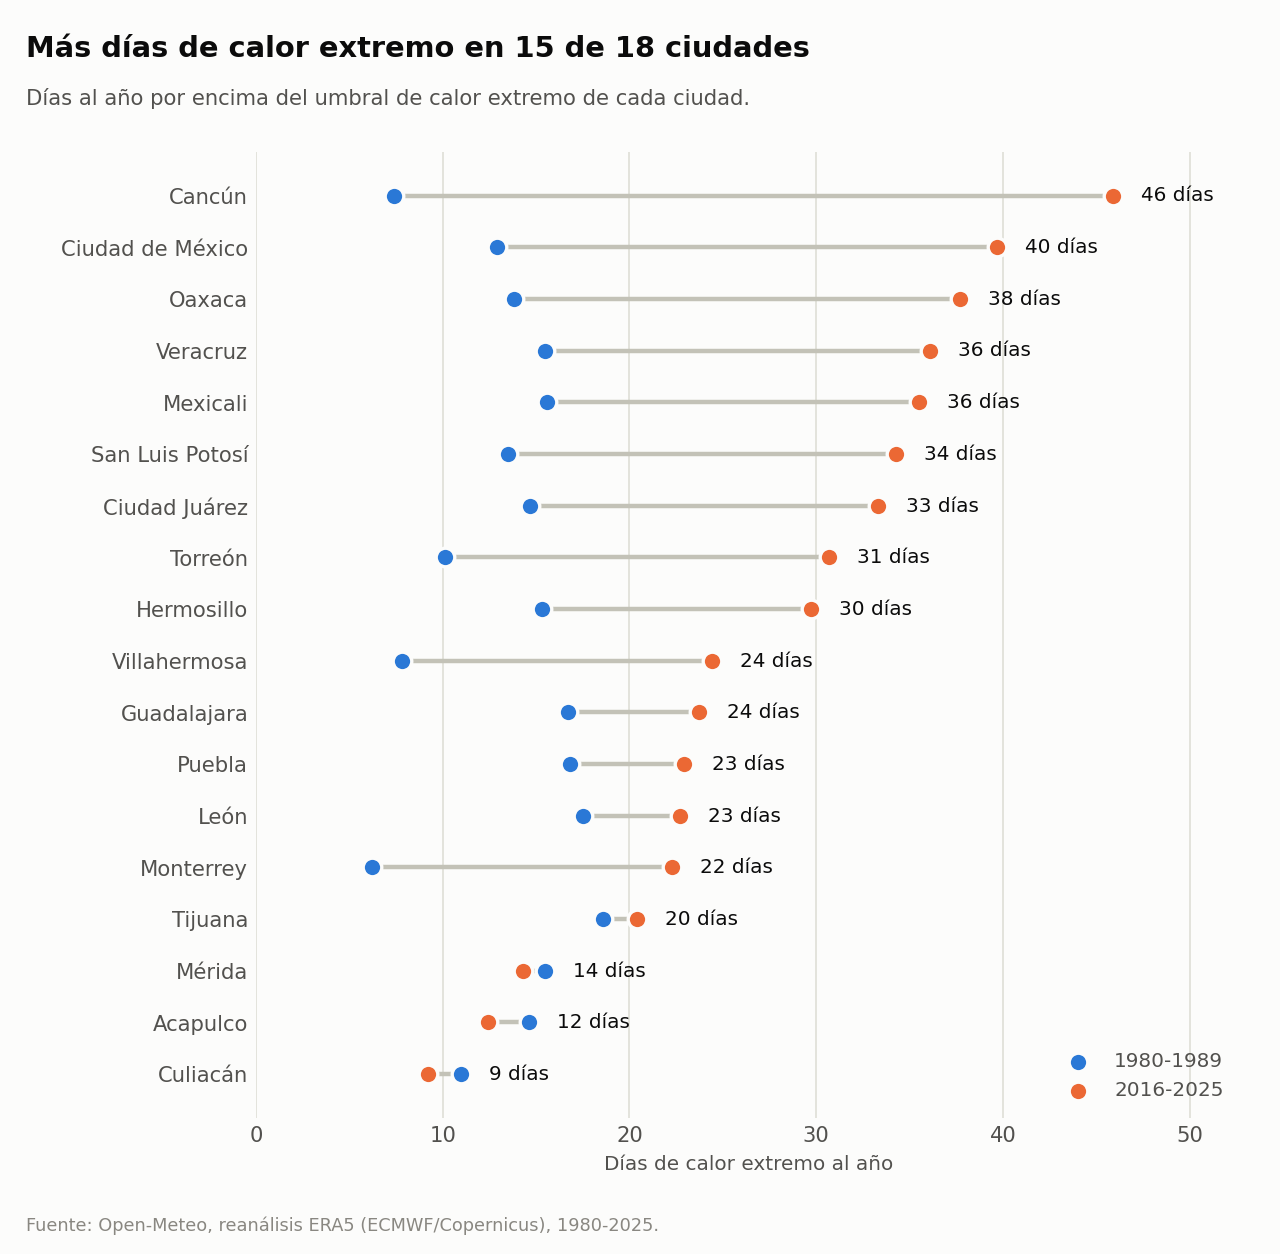 Más días de calor extremo en 15 de 18 ciudades
Días al año por encima del umbral de calor extremo de cada ciudad.
Cancún 46 días
Ciudad de México 40 días
Oaxaca 38 días
Veracruz 36 días
Mexicali 36 días
San Luis Potosí 34 días
Ciudad Juárez 33 días
Torreón 31 días
Hermosillo 30 días
Villahermosa 24 días
Guadalajara 24 días
Puebla 23 días
León 23 días
Monterrey 22 días
Tijuana 20 días
Mérida 14 días
Acapulco 12 días
Culiacán 9 días
1980-1989
2016-2025
0 10 20 30 40 50
Días de calor extremo al año
Fuente: Open-Meteo, reanálisis ERA5 (ECMWF/Copernicus), 1980-2025.